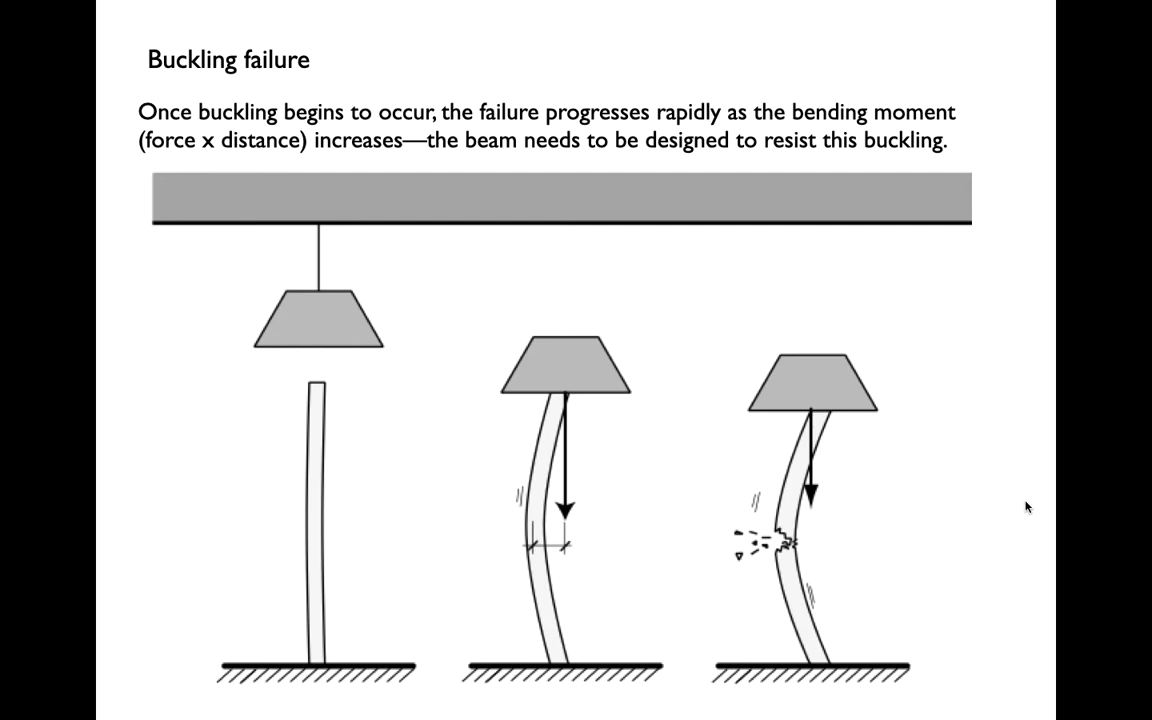 Buckling failure
Once buckling begins to occur, the failure progresses rapidly as the bending moment
(force x distance) increases—the beam needs to be designed to resist this buckling.